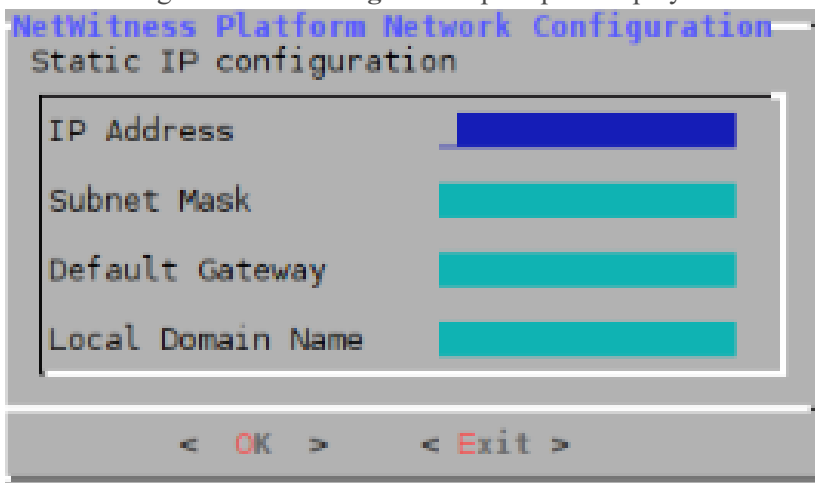 NetWitness Platform Network Configuration
Static IP configuration
IP Address
Subnet Mask
Default Gateway
Local Domain Name
< OK > < Exit >